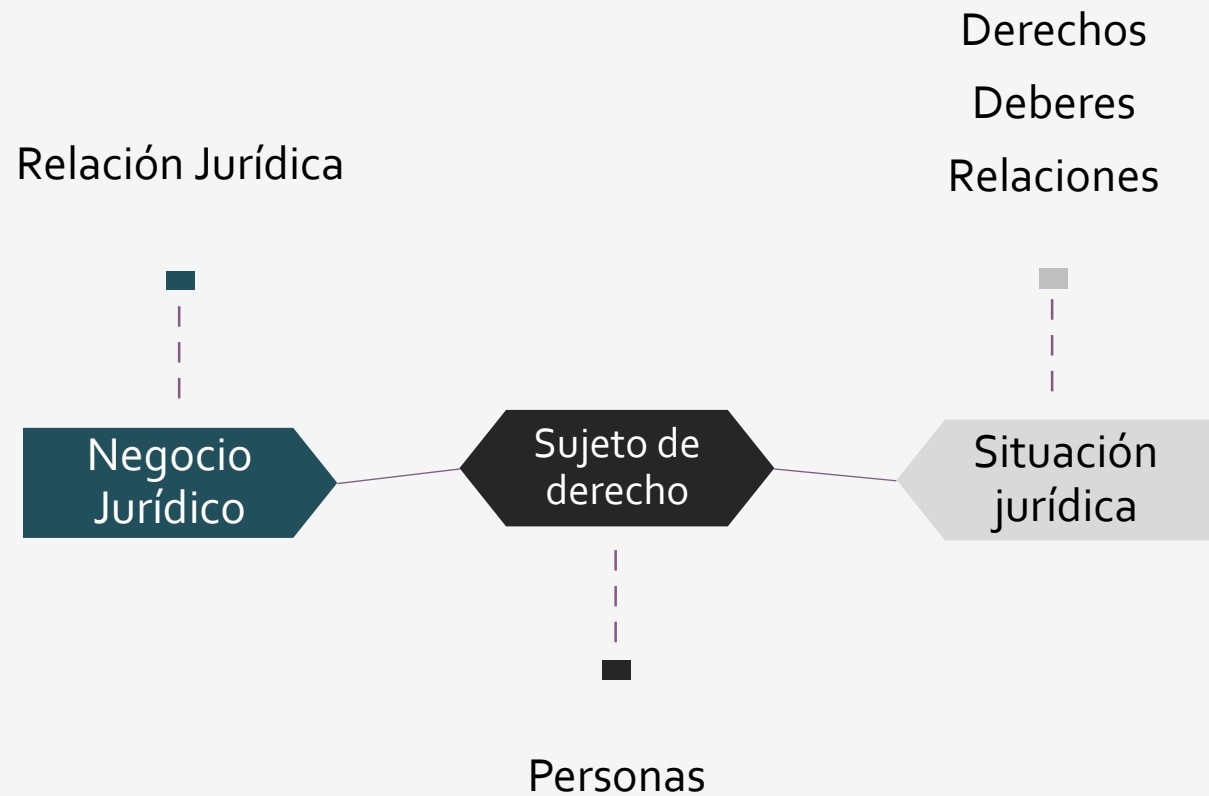 Relación Jurídica
Negocio
Jurídico
Sujeto de
derecho
Personas
Derechos
Deberes
Relaciones
Situación
jurídica